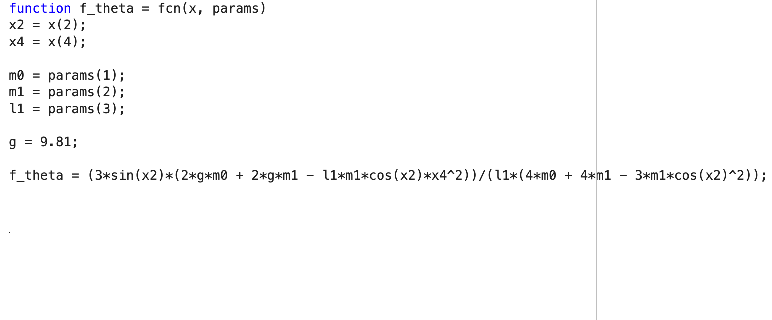 function f_theta = fcn(x, params)
x2 = x(2);
x4 = x(4);
m0 = params(1);
m1 = params(2);
l1 = params(3);
g = 9.81;
f_theta = (3*sin(x2)*(2*g*m0 + 2*g*m1 - l1*m1*cos(x2)*x4^2))/(l1*(4*m0 + 4*m1 - 3*m1*cos(x2)^2));